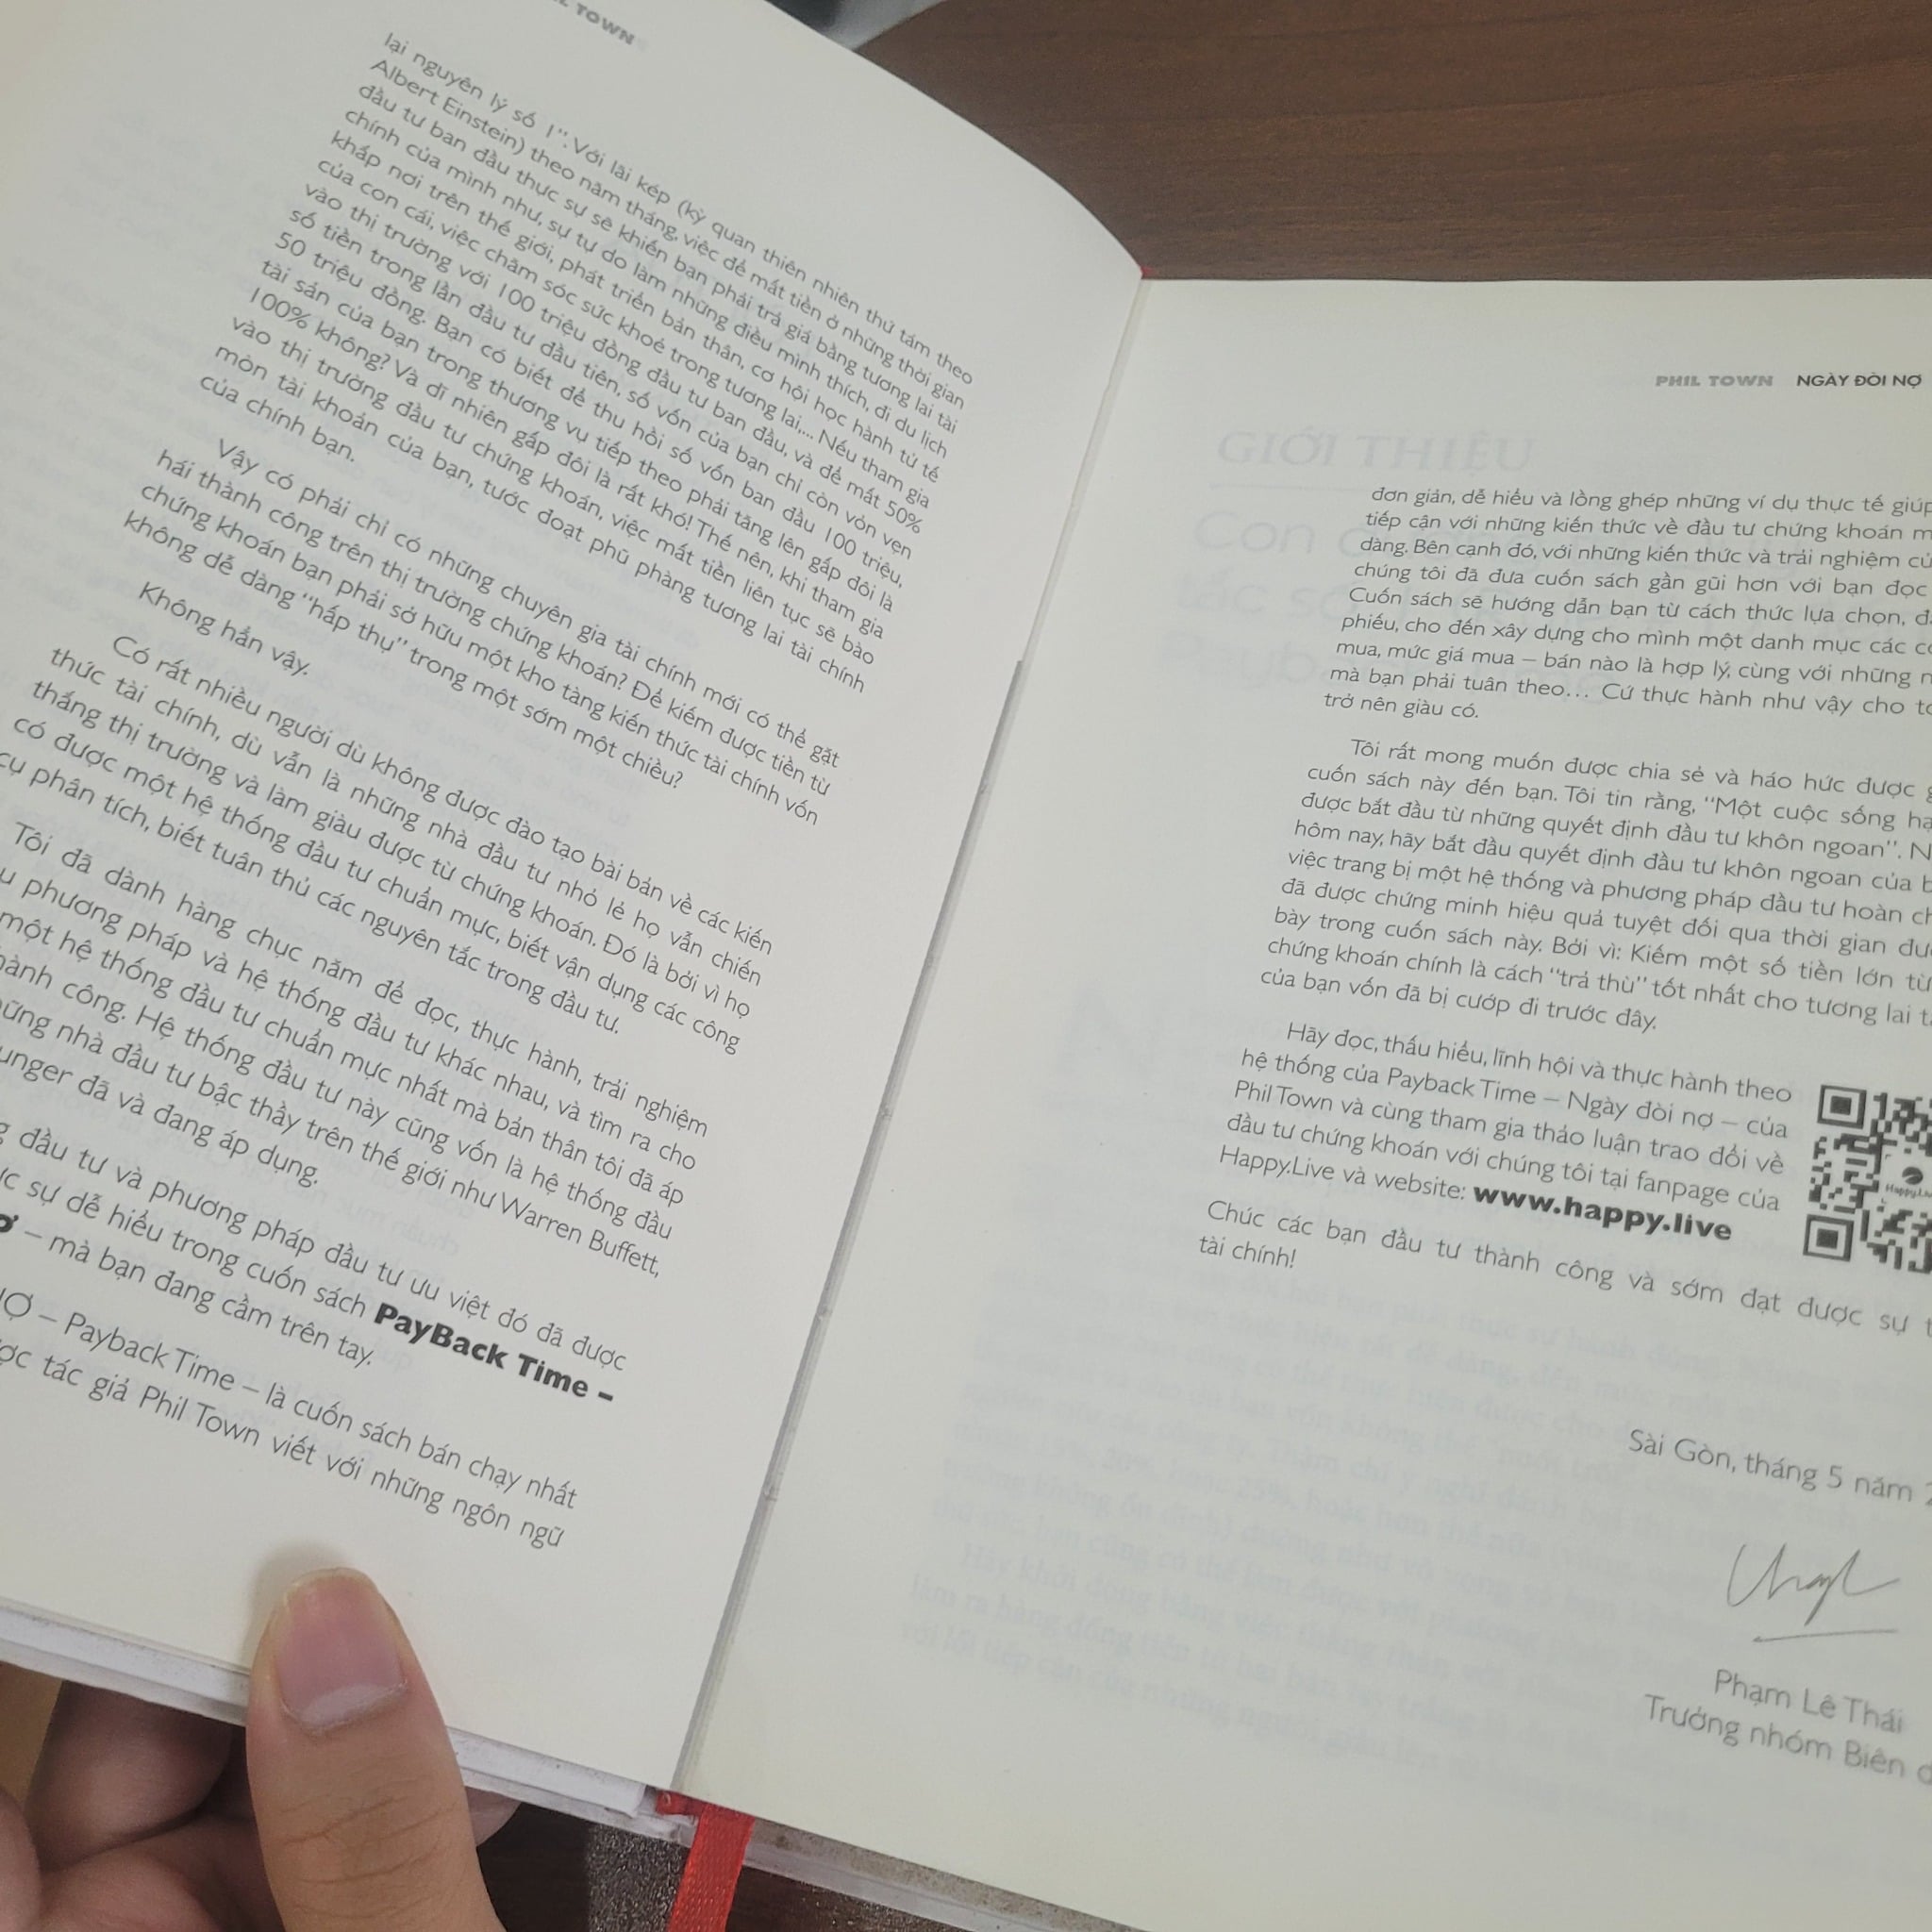 TOWN
lại nguyên lý số 1”. Với lãi kép (kỳ quan thiên nhiên thứ tám theo
Albert Einstein) theo năm tháng, việc để mất tiền ở những thời gian
đầu tư ban đầu thực sự sẽ khiến bạn phải trả giá bằng tương lai tài
chính của mình như, sự tự do làm những điều mình thích, đi du lịch
khắp nơi trên thế giới, phát triển bản thân, cơ hội học hành tử tế
của con cái, việc chăm sóc sức khoẻ trong tương lai,... Nếu tham gia
vào thị trường với 100 triệu đồng đầu tư ban đầu, và để mất 50%
số tiền trong lần đầu tư đầu tiên, số vốn của bạn chỉ còn vỏn vẹn
50 triệu đồng. Bạn có biết để thu hồi số vốn ban đầu 100 triệu,
tài sản của bạn trong thương vụ tiếp theo phải tăng lên gấp đôi là
100% không? Và dĩ nhiên gấp đôi là rất khó! Thế nên, khi tham gia
vào thị trường đầu tư chứng khoán, việc mất tiền liên tục sẽ bào
mòn tài khoản của bạn, tước đoạt phũ phàng tương lai tài chính
của chính bạn.
Vậy có phải chỉ có những chuyên gia tài chính mới có thể gặt
hái thành công trên thị trường chứng khoán? Để kiếm được tiền từ
chứng khoán bạn phải sở hữu một kho tàng kiến thức tài chính vốn
không dễ dàng “hấp thụ” trong một sớm một chiều?
Không hẳn vậy.
Có rất nhiều người dù không được đào tạo bài bản về các kiến
thức tài chính, dù vẫn là những nhà đầu tư nhỏ lẻ họ vẫn chiến
thắng thị trường và làm giàu được từ chứng khoán. Đó là bởi vì họ
có được một hệ thống đầu tư chuẩn mực, biết vận dụng các công
cụ phân tích, biết tuân thủ các nguyên tắc trong đầu tư.
Tôi đã dành hàng chục năm để đọc, thực hành, trải nghiệm
phương pháp và hệ thống đầu tư khác nhau, và tìm ra cho
một hệ thống đầu tư chuẩn mực nhất mà bản thân tôi đã áp
công. Hệ thống đầu tư này cũng vốn là hệ thống đầu
nhà đầu tư bậc thầy trên thế giới như Warren Buffett,
đã và đang áp dụng.
đầu tư và phương pháp đầu tư ưu việt đó đã được
sự dễ hiểu trong cuốn sách PayBack Time –
– mà bạn đang cầm trên tay.
– Payback Time – là cuốn sách bán chạy nhất
tác giả Phil Town viết với những ngôn ngữ
PHIL TOWN NGÀY ĐÒI NỢ
đơn giản, dễ hiểu và lồng ghép những ví dụ thực tế giúp
tiếp cận với những kiến thức về đầu tư chứng khoán
dàng. Bên cạnh đó, với những kiến thức và trải nghiệm
chúng tôi đã đưa cuốn sách gần gũi hơn với bạn đọc
Cuốn sách sẽ hướng dẫn bạn từ cách thức lựa chọn,
phiếu, cho đến xây dựng cho mình một danh mục các
mua, mức giá mua – bán nào là hợp lý, cùng với những
mà bạn phải tuân theo... Cứ thực hành như vậy cho
trở nên giàu có.
Tôi rất mong muốn được chia sẻ và háo hức được
cuốn sách này đến bạn. Tôi tin rằng, “Một cuộc sống
được bắt đầu từ những quyết định đầu tư khôn ngoan”.
hôm nay, hãy bắt đầu quyết định đầu tư khôn ngoan của
việc trang bị một hệ thống và phương pháp đầu tư hoàn
đã được chứng minh hiệu quả tuyệt đối qua thời gian
bày trong cuốn sách này. Bởi vì: Kiếm một số tiền lớn từ
chứng khoán chính là cách “trả thù” tốt nhất cho tương lai
của bạn vốn đã bị cướp đi trước đây.
Hãy đọc, thấu hiểu, lĩnh hội và thực hành theo
hệ thống của Payback Time – Ngày đòi nợ – của
Phil Town và cùng tham gia thảo luận trao đổi về
đầu tư chứng khoán với chúng tôi tại fanpage của
Happy.Live và website: www.happy.live
Chúc các bạn đầu tư thành công và sớm đạt được sự
tài chính!
Sài Gòn, tháng 5 năm
Phạm Lê Thái
Trưởng nhóm Biên